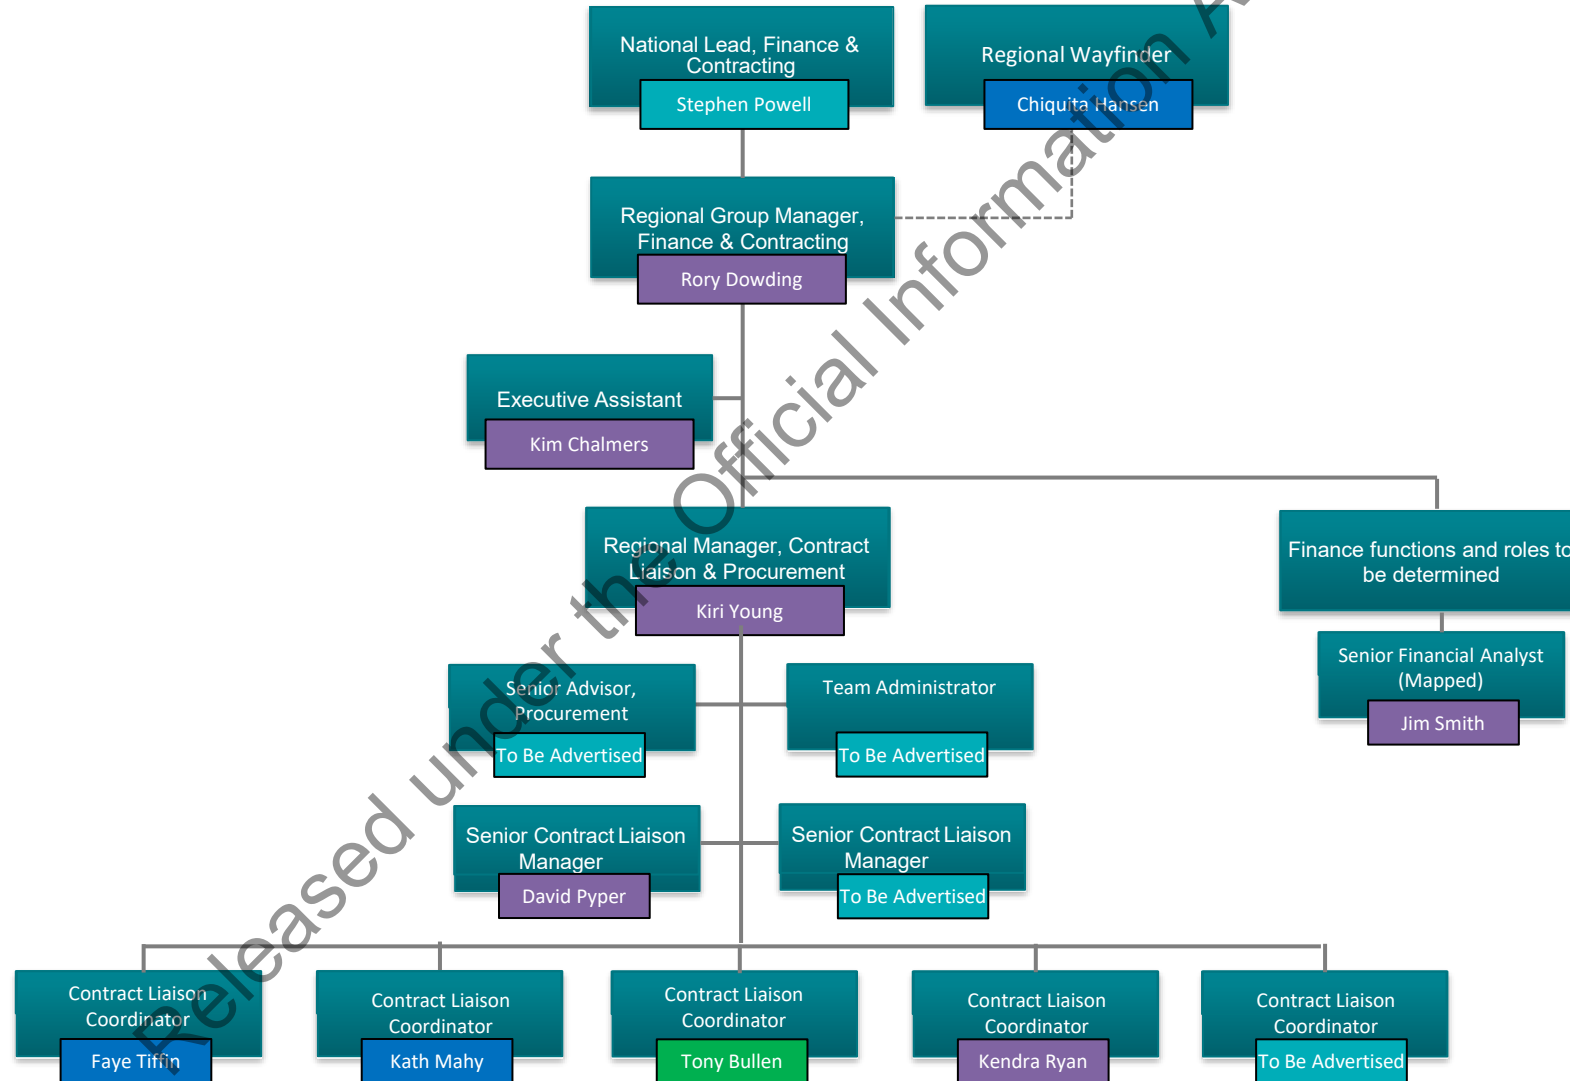 National Lead, Finance &
Contracting
Stephen Powell
Regional Wayfinder
Chiquita Hansen
Regional Group Manager,
Finance & Contracting
Rory Dowding
Executive Assistant
Kim Chalmers
Regional Manager, Contract
Liaison & Procurement
Kiri Young
Finance functions and roles to
be determined
Senior Financial Analyst
(Mapped)
Jim Smith
Senior Advisor,
Procurement
To Be Advertised
Team Administrator
To Be Advertised
Senior Contract Liaison
Manager
David Pyper
Senior Contract Liaison
Manager
To Be Advertised
Contract Liaison
Coordinator
Faye Tiffin
Contract Liaison
Coordinator
Kath Mahy
Contract Liaison
Coordinator
Tony Bullen
Contract Liaison
Coordinator
Kendra Ryan
Contract Liaison
Coordinator
To Be Advertised
Released under the Official Information